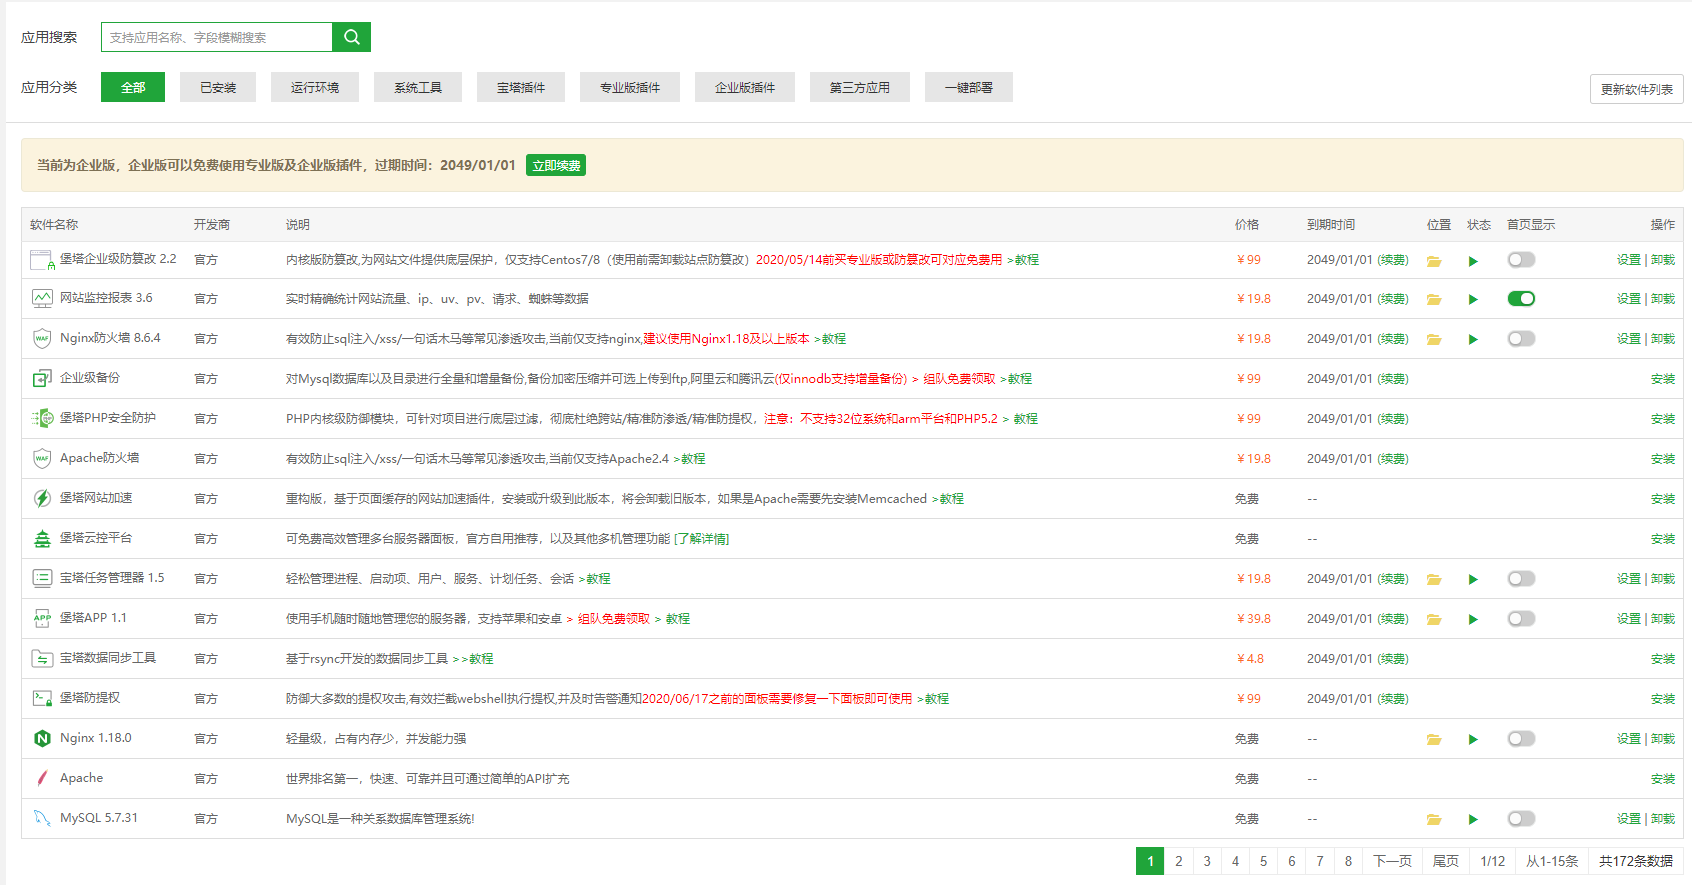 应用搜索 支持应用名称、字段模糊搜索
应用分类 全部 已安装 运行环境 系统工具 宝塔插件 专业版插件 企业版插件 第三方应用 一键部署 更新软件列表
当前为企业版，企业版可以免费使用专业版及企业版插件，过期时间：2049/01/01 立即续费
软件名称 开发商 说明 价格 到期时间 位置 状态 首页显示 操作
堡塔企业级防篡改 2.2 官方 内核版防篡改,为网站文件提供底层保护，仅支持Centos7/8（使用前需卸载站点防篡改）2020/05/14前买专业版或防篡改可对应免费用 >教程 ￥99 2049/01/01 (续费) 设置 | 卸载
网站监控报表 3.6 官方 实时精确统计网站流量、ip、uv、pv、请求、蜘蛛等数据 ￥19.8 2049/01/01 (续费) 设置 | 卸载
WAF Nginx防火墙 8.6.4 官方 有效防止sql注入/xss/一句话木马等常见渗透攻击,当前仅支持nginx,建议使用Nginx1.18及以上版本 >教程 ￥19.8 2049/01/01 (续费) 设置 | 卸载
企业级备份 官方 对Mysql数据库以及目录进行全量和增量备份,备份加密压缩并可选上传到ftp,阿里云和腾讯云(仅innodb支持增量备份) > 组队免费领取 >教程 ￥99 2049/01/01 (续费) 安装
堡塔PHP安全防护 官方 PHP内核级防御模块，可针对项目进行底层过滤，彻底杜绝跨站/精准防渗透/精准防提权，注意：不支持32位系统和arm平台和PHP5.2 > 教程 ￥99 2049/01/01 (续费) 安装
WAF Apache防火墙 官方 有效防止sql注入/xss/一句话木马等常见渗透攻击,当前仅支持Apache2.4 >教程 ￥19.8 2049/01/01 (续费) 安装
堡塔网站加速 官方 重构版，基于页面缓存的网站加速插件，安装或升级到此版本，将会卸载旧版本，如果是Apache需要先安装Memcached >教程 免费 -- 安装
堡塔云控平台 官方 可免费高效管理多台服务器面板，官方自用推荐，以及其他多机管理功能 [了解详情] 免费 -- 安装
宝塔任务管理器 1.5 官方 轻松管理进程、启动项、用户、服务、计划任务、会话 >教程 ￥19.8 2049/01/01 (续费) 设置 | 卸载
APP 堡塔APP 1.1 官方 使用手机随时随地管理您的服务器，支持苹果和安卓 > 组队免费领取 > 教程 ￥39.8 2049/01/01 (续费) 设置 | 卸载
宝塔数据同步工具 官方 基于rsync开发的数据同步工具 >>教程 ￥4.8 2049/01/01 (续费) 安装
堡塔防提权 官方 防御大多数的提权攻击,有效拦截webshell执行提权,并及时告警通知2020/06/17之前的面板需要修复一下面板即可使用 >教程 ￥99 2049/01/01 (续费) 安装
N Nginx 1.18.0 官方 轻量级，占有内存少，并发能力强 免费 -- 设置 | 卸载
Apache 官方 世界排名第一，快速、可靠并且可通过简单的API扩充 免费 -- 安装
MySQL 5.7.31 官方 MySQL是一种关系数据库管理系统! 免费 -- 设置 | 卸载
1 2 3 4 5 6 7 8 下一页 尾页 1/12 从1-15条 共172条数据